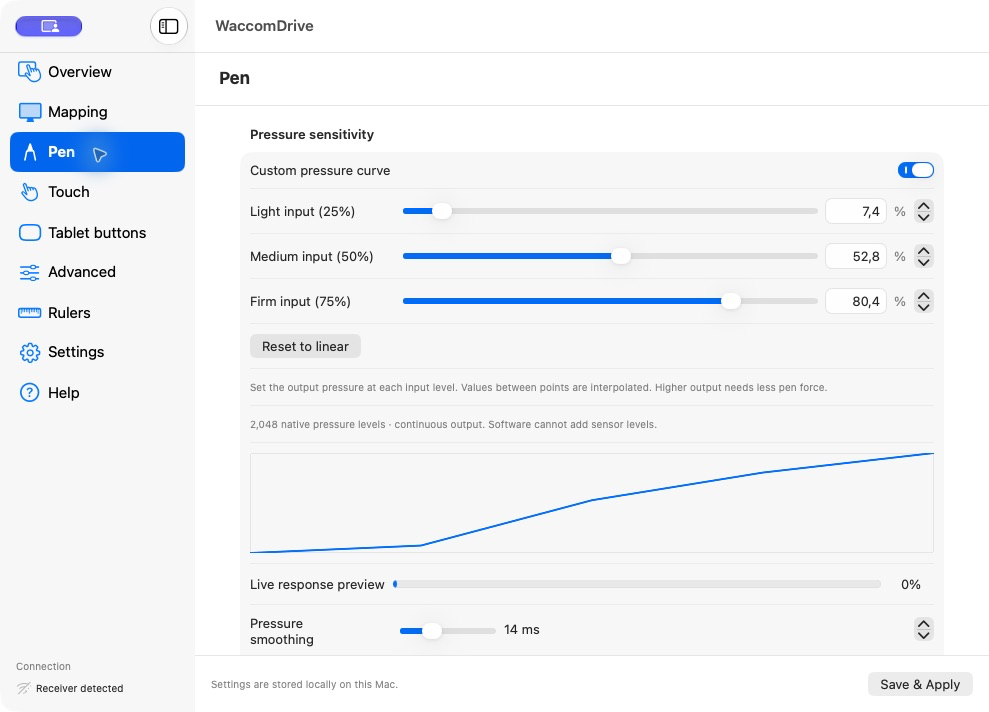 WaccomDrive
Overview
Mapping
Pen
Touch
Tablet buttons
Advanced
Rulers
Settings
Help
Connection
Receiver detected
Pen
Pressure sensitivity
Custom pressure curve
Light input (25%) 7,4 %
Medium input (50%) 52,8 %
Firm input (75%) 80,4 %
Reset to linear
Set the output pressure at each input level. Values between points are interpolated. Higher output needs less pen force.
2,048 native pressure levels · continuous output. Software cannot add sensor levels.
Live response preview 0%
Pressure
smoothing
14 ms
Settings are stored locally on this Mac.
Save & Apply